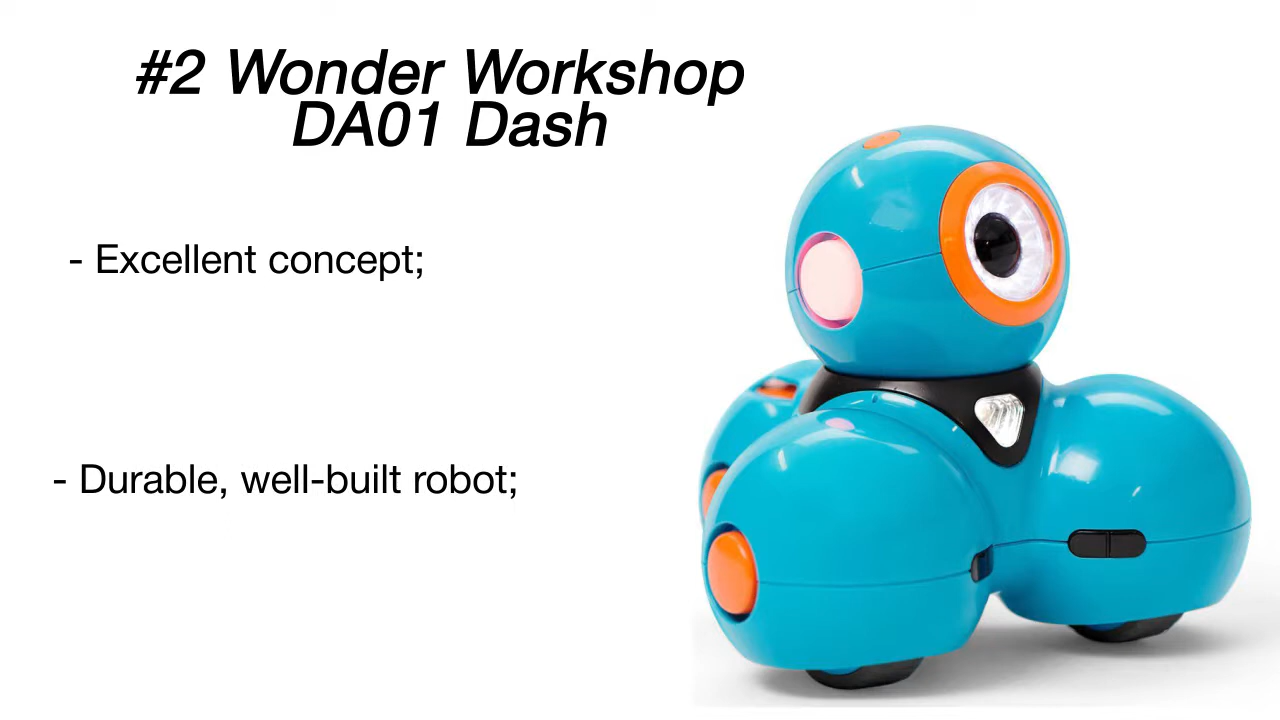 #2 Wonder Workshop
DA01 Dash
- Excellent concept;
- Durable, well-built robot;